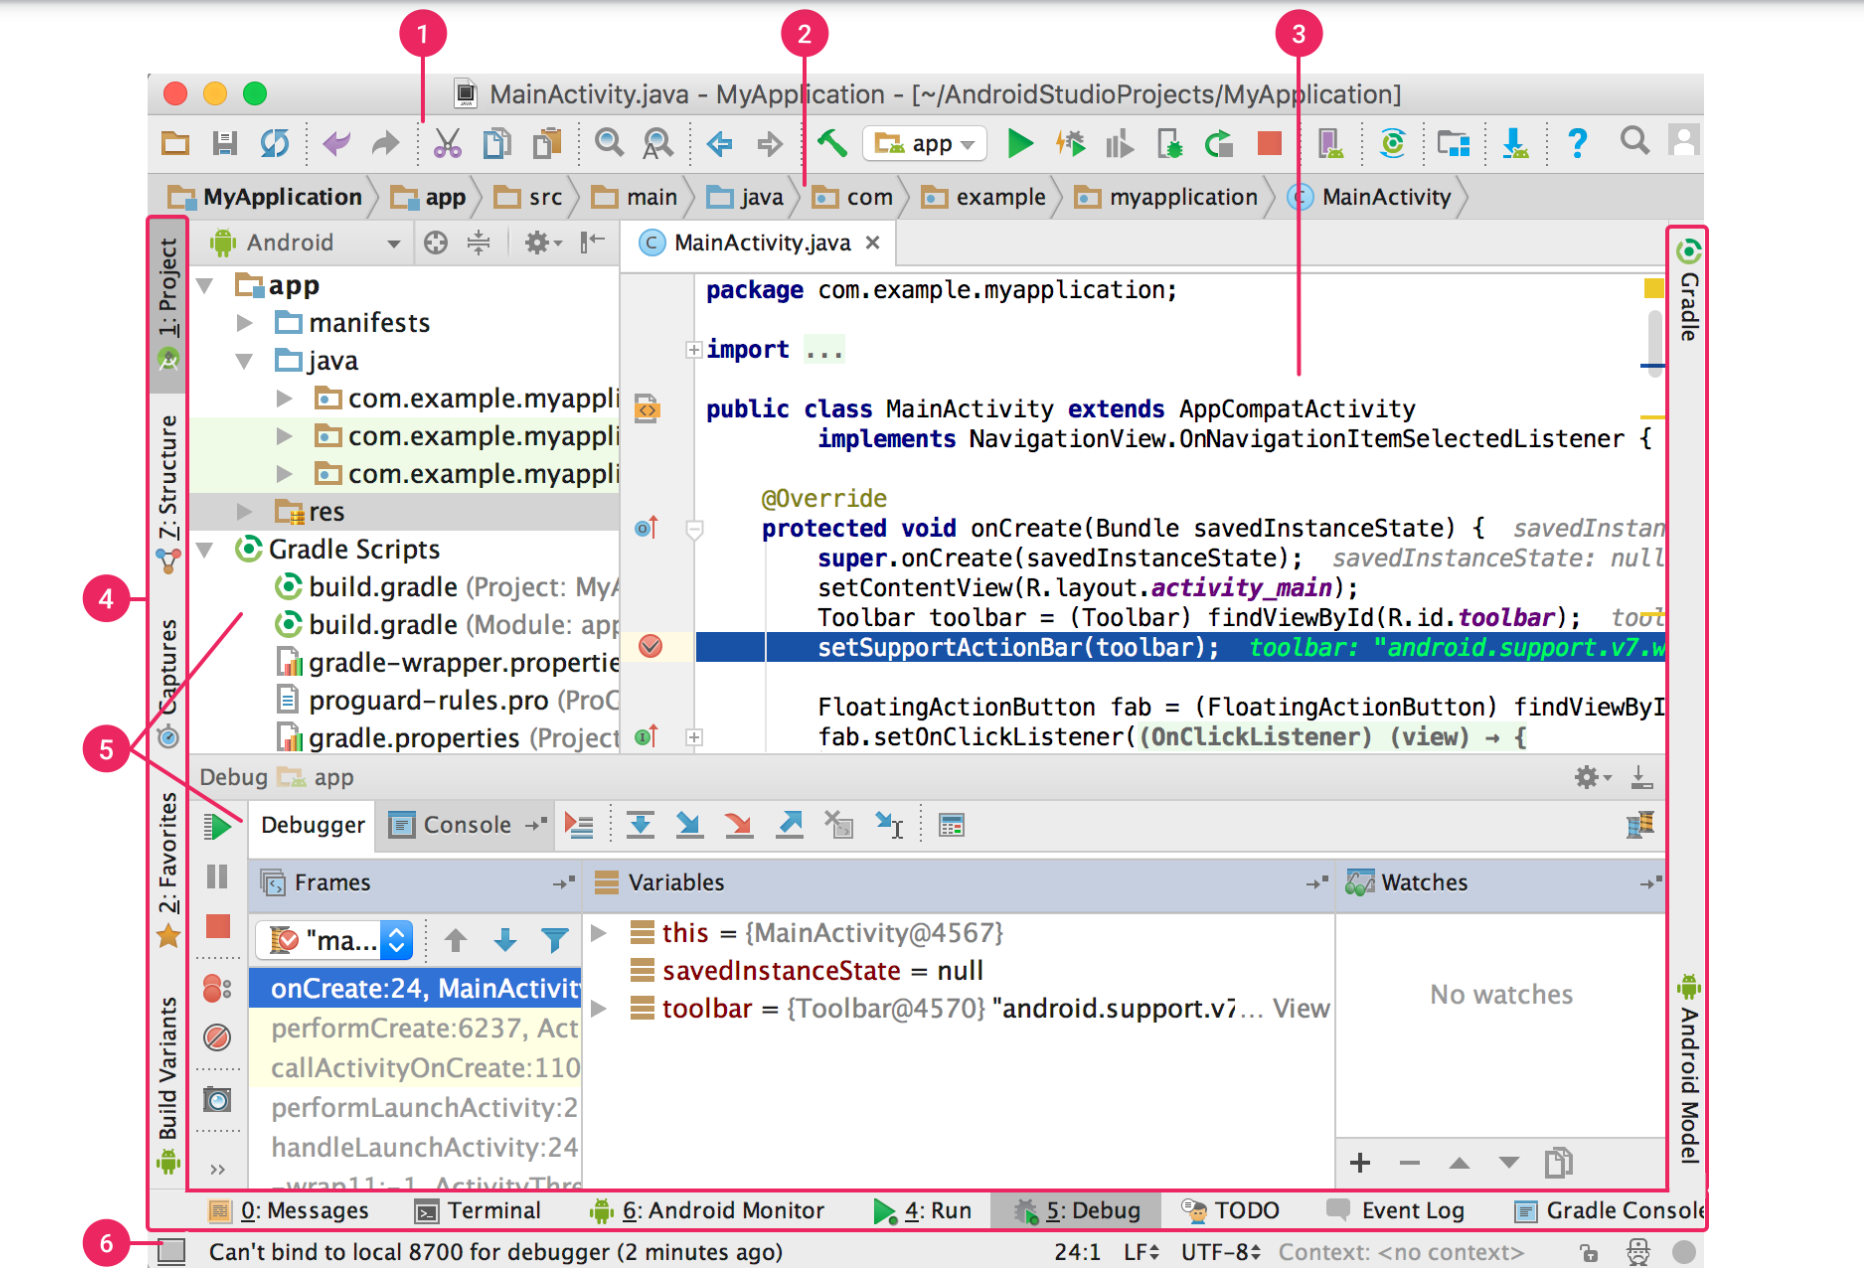 1
2
3
MainActivity.java - MyApplication - [~/AndroidStudioProjects/MyApplication]
app
MyApplication app src main java com example myapplication MainActivity
1: Project
Z: Structure
Captures
2: Favorites
Build Variants
4
5
6
Android
app
manifests
java
com.example.myappli
com.example.myappli
com.example.myappli
res
Gradle Scripts
build.gradle (Project: MyA
build.gradle (Module: app
gradle-wrapper.propertie
proguard-rules.pro (ProC
gradle.properties (Project
MainActivity.java
package com.example.myapplication;
import ...
public class MainActivity extends AppCompatActivity
implements NavigationView.OnNavigationItemSelectedListener {
@Override
protected void onCreate(Bundle savedInstanceState) { savedInstan
super.onCreate(savedInstanceState); savedInstanceState: null
setContentView(R.layout.activity_main);
Toolbar toolbar = (Toolbar) findViewById(R.id.toolbar); tool
setSupportActionBar(toolbar); toolbar: "android.support.v7.w
FloatingActionButton fab = (FloatingActionButton) findViewByI
fab.setOnClickListener((OnClickListener) (view) → {
Gradle
Android Model
Debug app
Debugger Console
Frames
"ma...
onCreate:24, MainActivit
performCreate:6237, Act
callActivityOnCreate:110
performLaunchActivity:2
handleLaunchActivity:24
-wrap11:-1, ActivityThre
Variables
this = {MainActivity@4567}
savedInstanceState = null
toolbar = {Toolbar@4570} "android.support.v7.... View
Watches
No watches
0: Messages Terminal 6: Android Monitor 4: Run 5: Debug TODO Event Log Gradle Console
Can't bind to local 8700 for debugger (2 minutes ago) 24:1 LF UTF-8 Context: <no context>